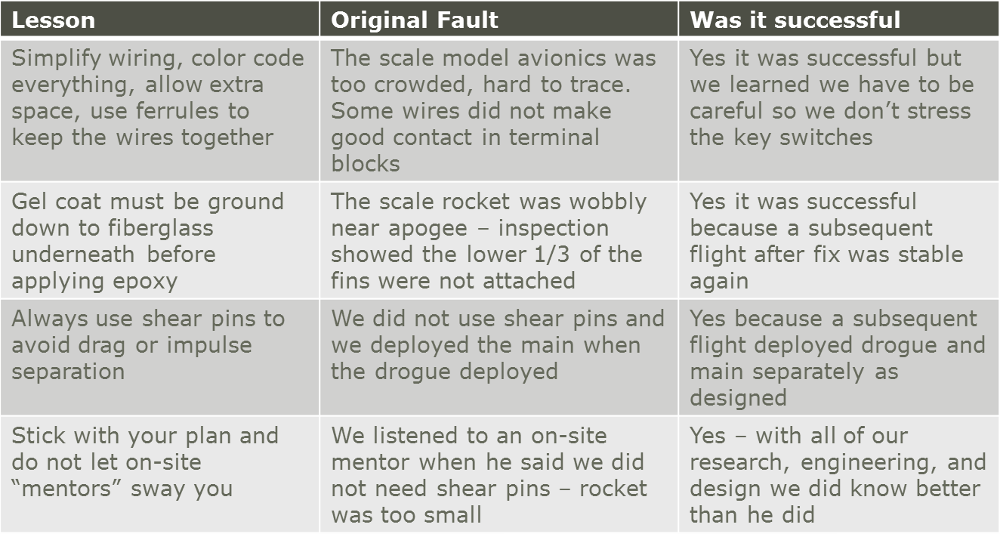 Lesson
Original Fault
Was it successful
Simplify wiring, color code
everything, allow extra
space, use ferrules to
keep the wires together
The scale model avionics was
too crowded, hard to trace.
Some wires did not make
good contact in terminal
blocks
Yes it was successful but
we learned we have to be
careful so we don’t stress
the key switches
Gel coat must be ground
down to fiberglass
underneath before
applying epoxy
The scale rocket was wobbly
near apogee – inspection
showed the lower 1/3 of the
fins were not attached
Yes it was successful
because a subsequent
flight after fix was stable
again
Always use shear pins to
avoid drag or impulse
separation
We did not use shear pins and
we deployed the main when
the drogue deployed
Yes because a subsequent
flight deployed drogue and
main separately as
designed
Stick with your plan and
do not let on-site
“mentors” sway you
We listened to an on-site
mentor when he said we did
not need shear pins – rocket
was too small
Yes – with all of our
research, engineering, and
design we did know better
than he did